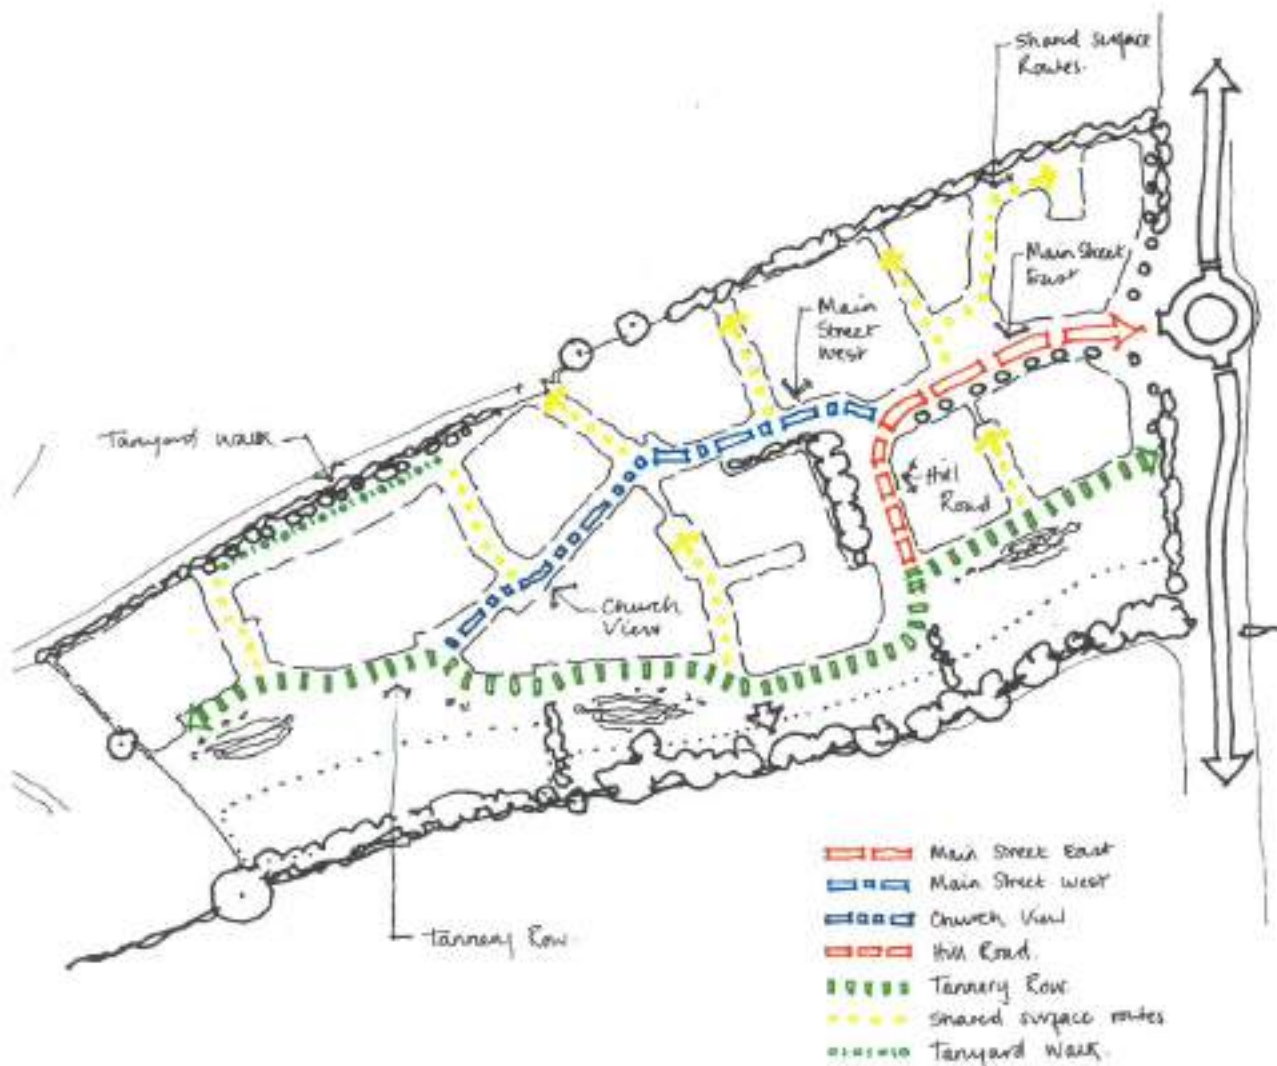 Shared surface
Routes.
Main Street
East
Main
Street
West
Tanyard Walk
Hill
Road
Church
View
Tannery Row.
Main Street East
Main Street West
Church View
Hill Road.
Tannery Row
Shared surface routes
Tanyard Walk.